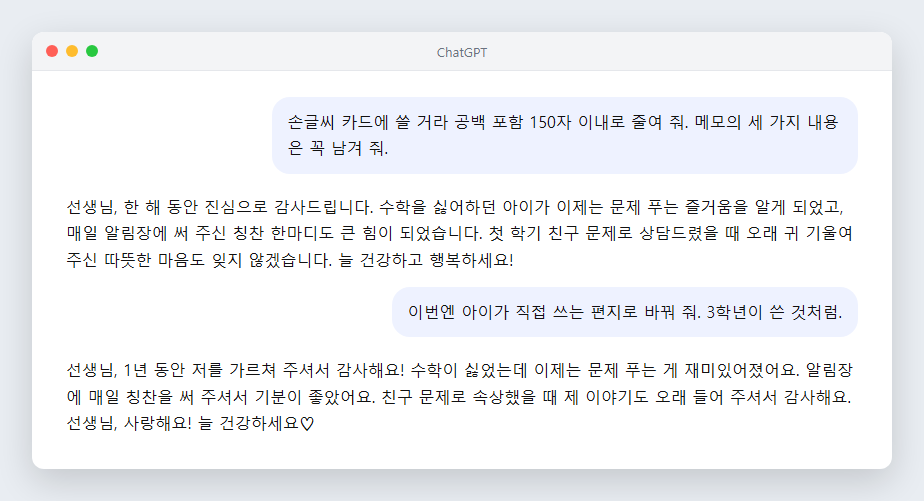 ChatGPT
손글씨 카드에 쓸 거라 공백 포함 150자 이내로 줄여 줘. 메모의 세 가지 내용
은 꼭 남겨 줘.
선생님, 한 해 동안 진심으로 감사드립니다. 수학을 싫어하던 아이가 이제는 문제 푸는 즐거움을 알게 되었고,
매일 알림장에 써 주신 칭찬 한마디도 큰 힘이 되었습니다. 첫 학기 친구 문제로 상담드렸을 때 오래 귀 기울여
주신 따뜻한 마음도 잊지 않겠습니다. 늘 건강하고 행복하세요!
이번엔 아이가 직접 쓰는 편지로 바꿔 줘. 3학년이 쓴 것처럼.
선생님, 1년 동안 저를 가르쳐 주셔서 감사해요! 수학이 싫었는데 이제는 문제 푸는 게 재미있어졌어요. 알림장
에 매일 칭찬을 써 주셔서 기분이 좋았어요. 친구 문제로 속상했을 때 제 이야기도 오래 들어 주셔서 감사해요.
선생님, 사랑해요! 늘 건강하세요♡